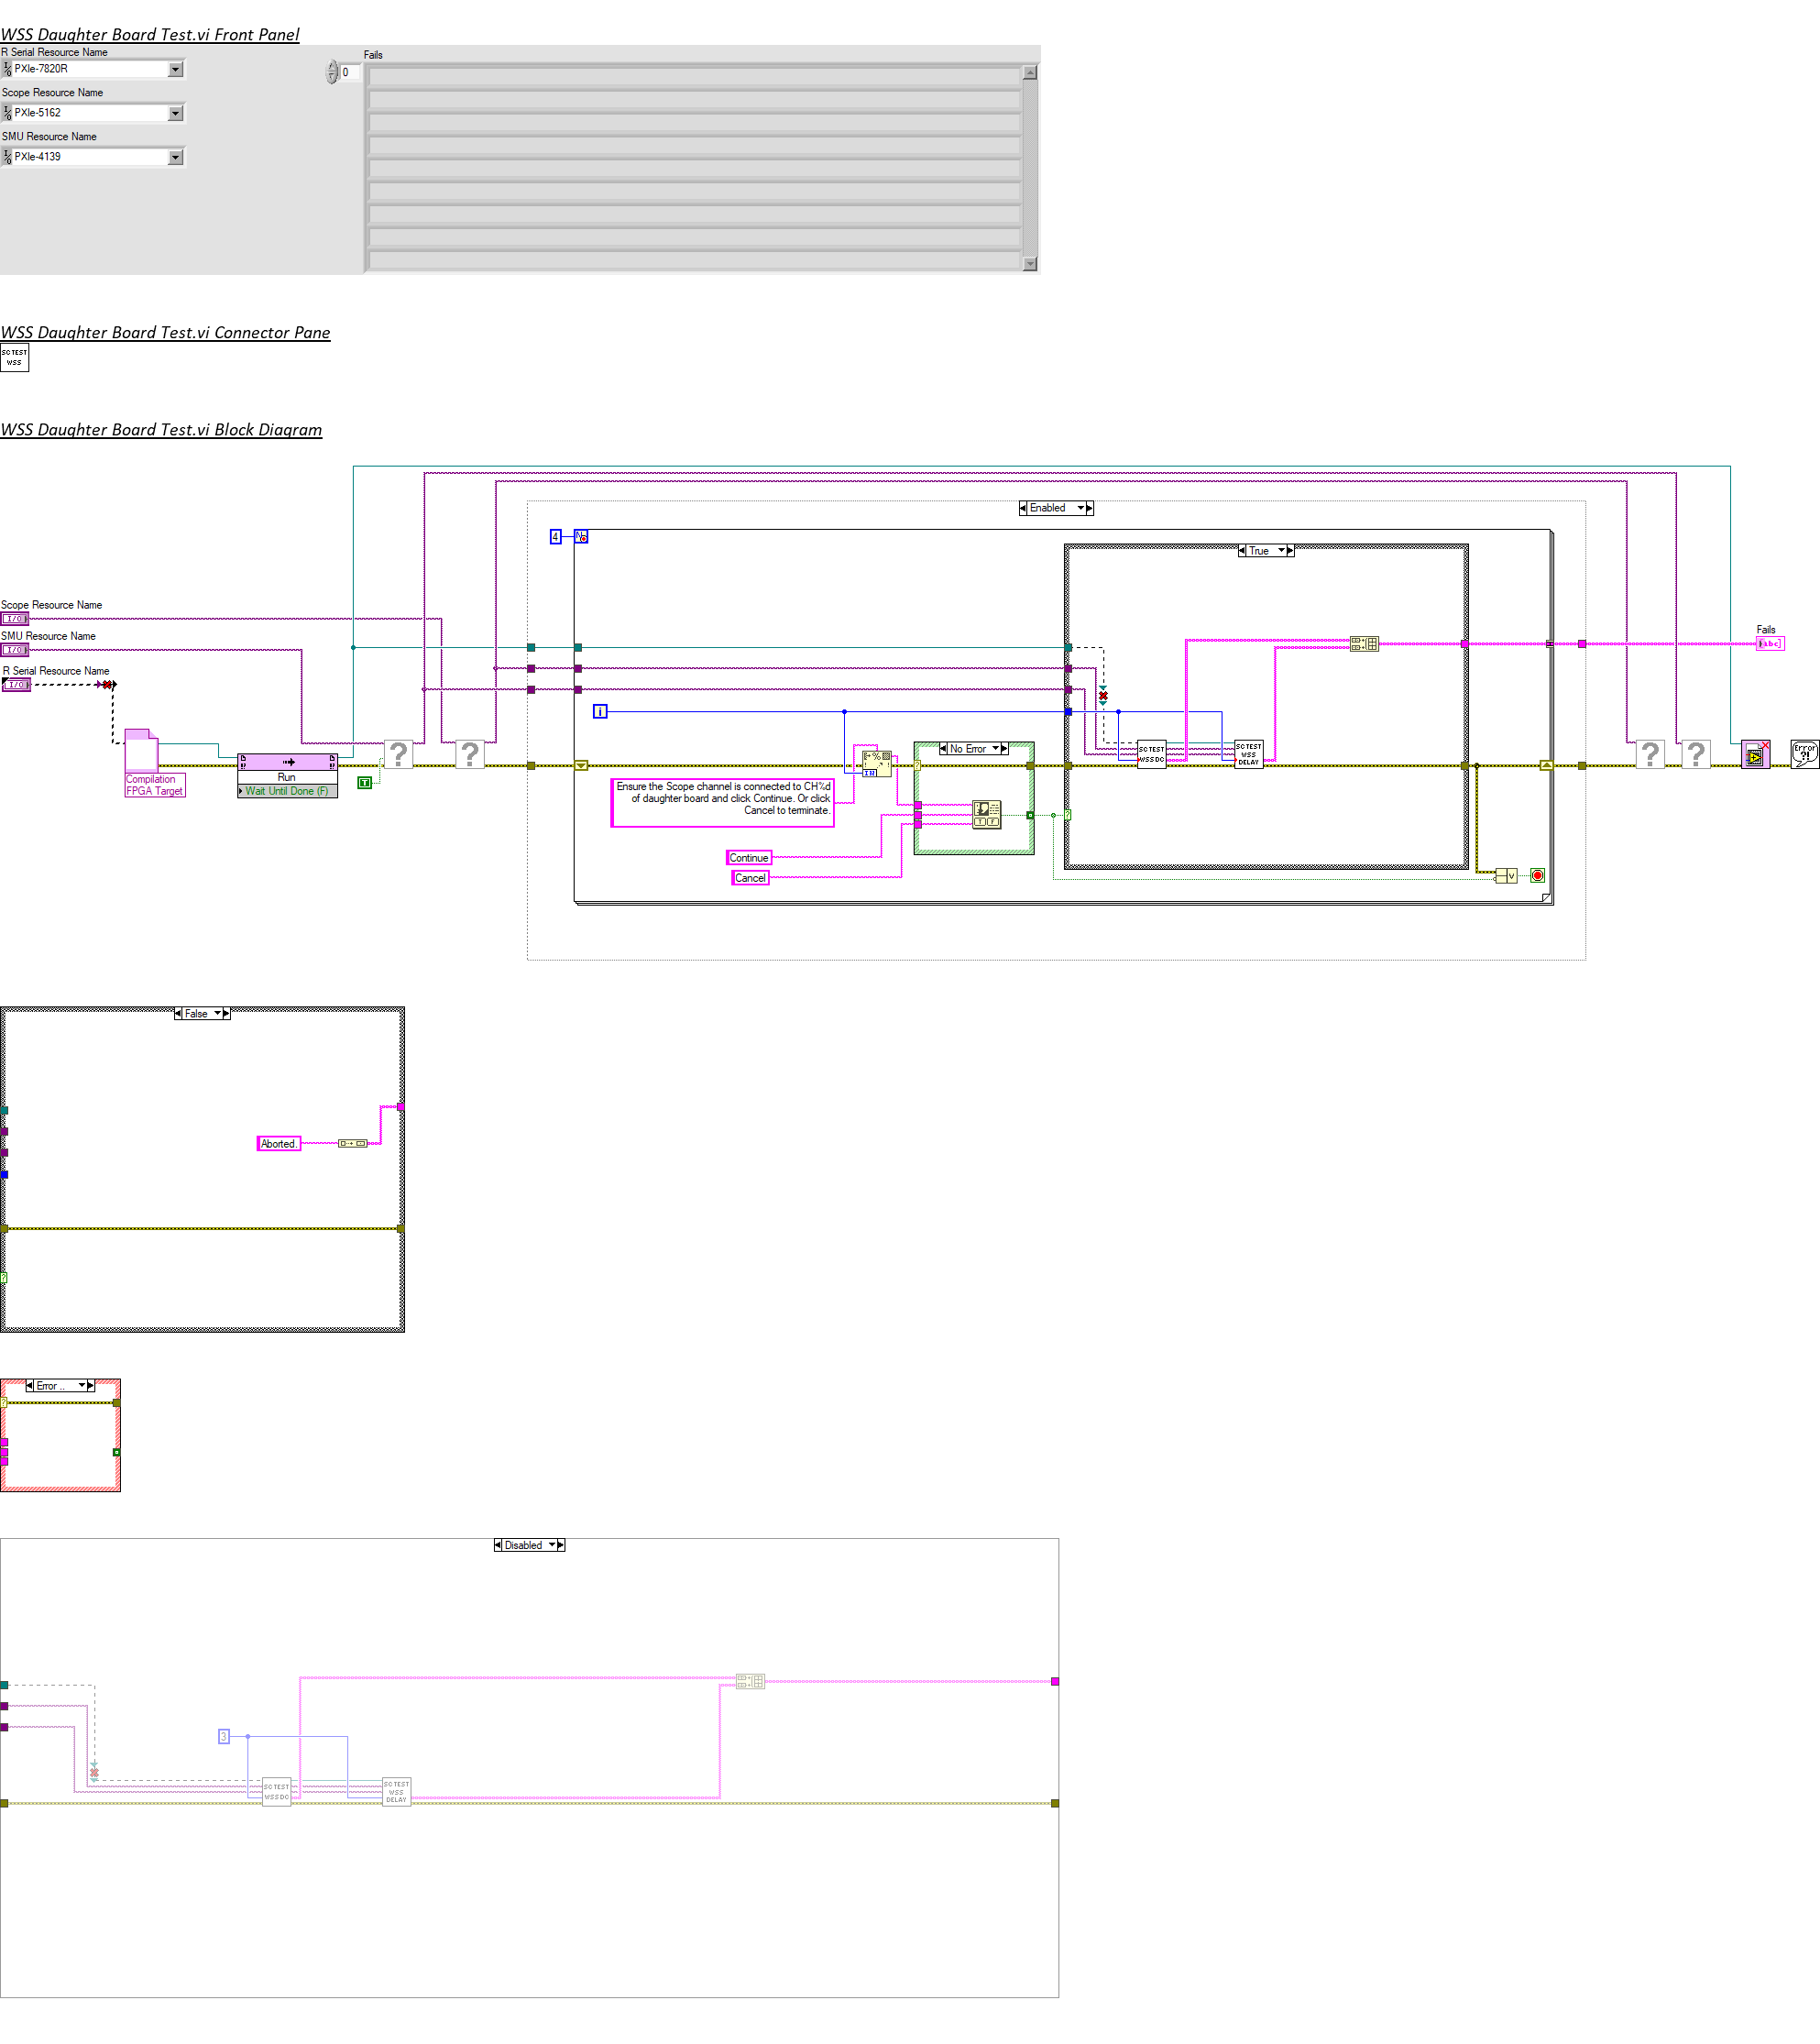 WSS Daughter Board Test.vi Front Panel
R Serial Resource Name
PXIe-7820R
Scope Resource Name
PXIe-5162
SMU Resource Name
PXIe-4139
Fails
0
WSS Daughter Board Test.vi Connector Pane
SC TEST
WSS
WSS Daughter Board Test.vi Block Diagram
Enabled
4
N
True
Scope Resource Name
I/O
SMU Resource Name
I/O
R Serial Resource Name
I/O
Fails
[abc]
i
No Error
Compilation
FPGA Target
Run
Wait Until Done (F)
T
?
?
Ensure the Scope channel is connected to CH%d
of daughter board and click Continue. Or click
Cancel to terminate.
Continue
Cancel
SC TEST
WSS DC
SC TEST
WSS
DELAY
?
?
Error
?!
False
Aborted.
Error ..
Disabled
3
SC TEST
WSS DC
SC TEST
WSS
DELAY